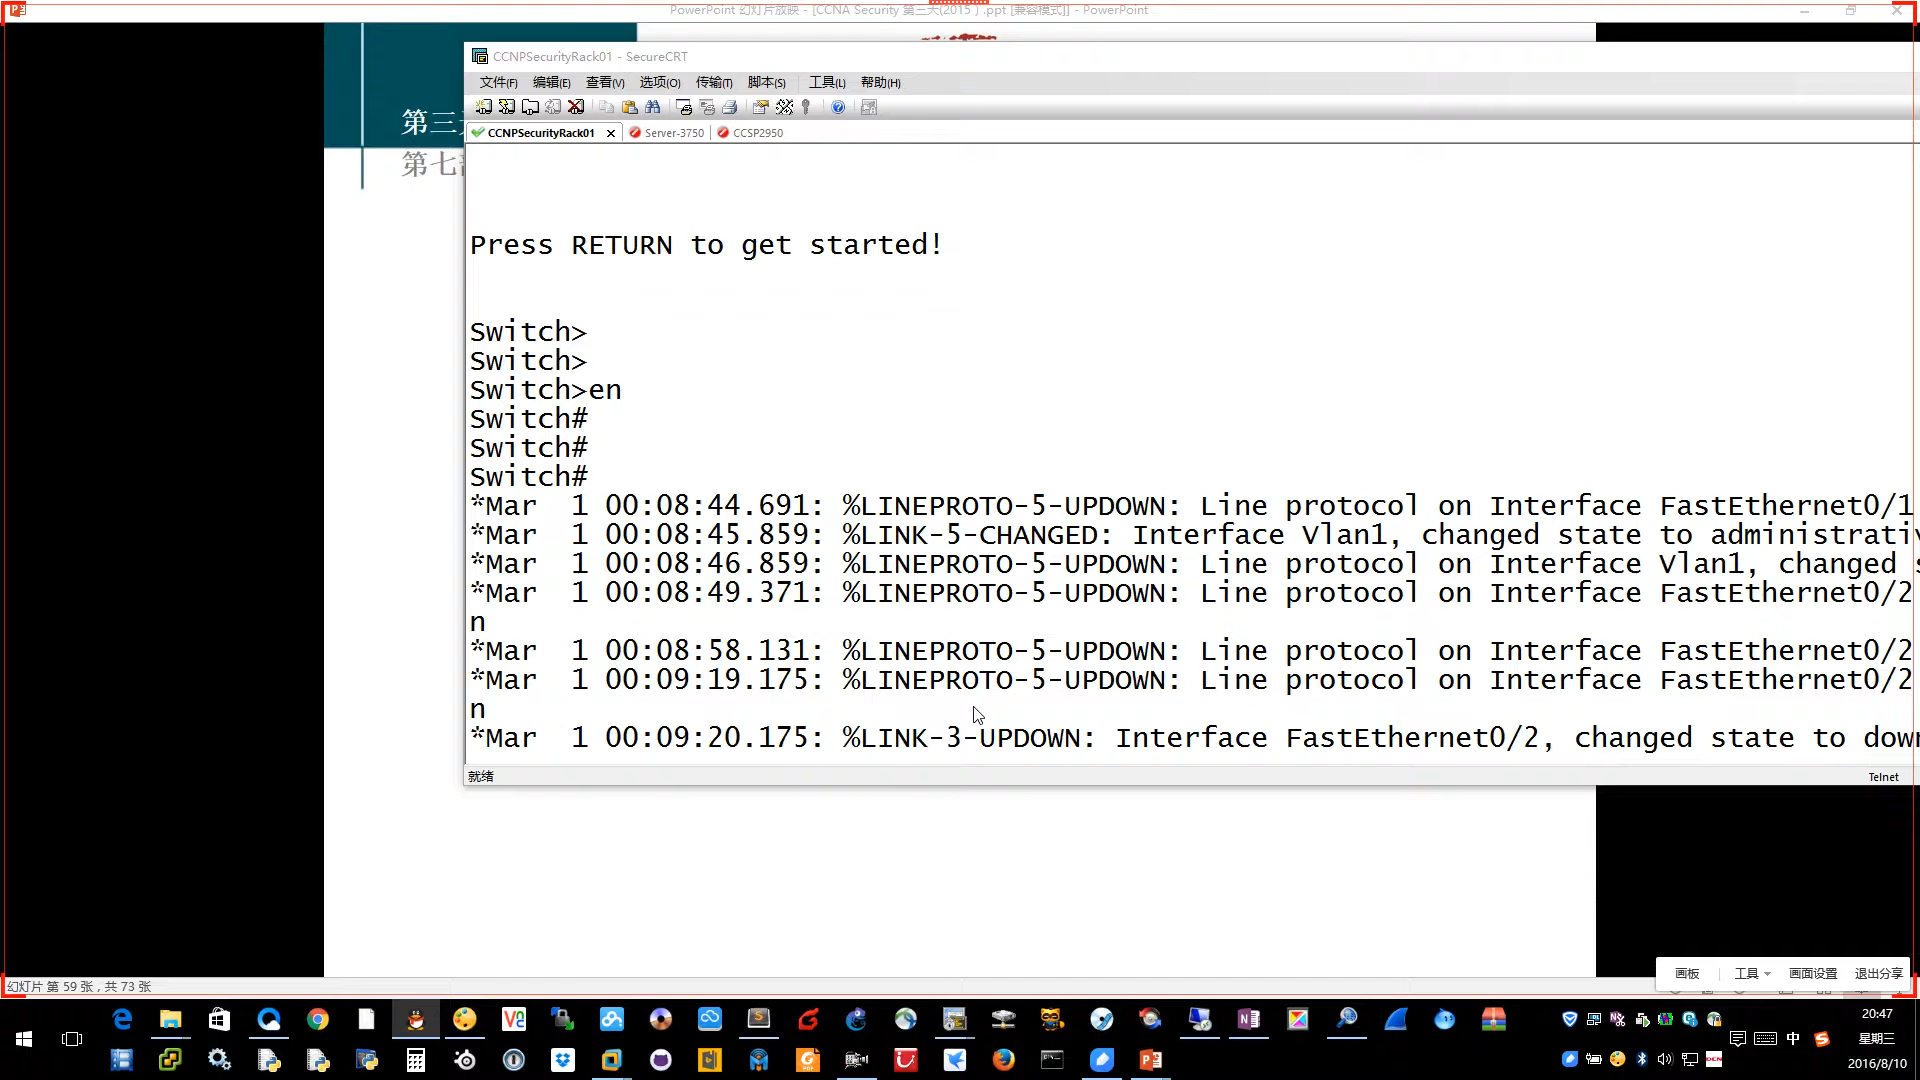 PowerPoint 幻灯片放映 - [CCNA Security 第三天(2015 ) .ppt [兼容模式]] - PowerPoint
CCNPSecurityRack01 - SecureCRT
文件(F) 编辑(E) 查看(V) 选项(O) 传输(T) 脚本(S) 工具(L) 帮助(H)
CCNPSecurityRack01 Server-3750 CCSP2950
第三
第七
Press RETURN to get started!
Switch>
Switch>
Switch>en
Switch#
Switch#
Switch#
*Mar  1 00:08:44.691: %LINEPROTO-5-UPDOWN: Line protocol on Interface FastEthernet0/1
*Mar  1 00:08:45.859: %LINK-5-CHANGED: Interface Vlan1, changed state to administrati
*Mar  1 00:08:46.859: %LINEPROTO-5-UPDOWN: Line protocol on Interface Vlan1, changed s
*Mar  1 00:08:49.371: %LINEPROTO-5-UPDOWN: Line protocol on Interface FastEthernet0/2
n
*Mar  1 00:08:58.131: %LINEPROTO-5-UPDOWN: Line protocol on Interface FastEthernet0/2
*Mar  1 00:09:19.175: %LINEPROTO-5-UPDOWN: Line protocol on Interface FastEthernet0/2
n
*Mar  1 00:09:20.175: %LINK-3-UPDOWN: Interface FastEthernet0/2, changed state to down
就绪 Telnet
画板 工具 画面设置 退出分享
幻灯片 第 59 张，共 73 张
20:47
中 星期三
2016/8/10